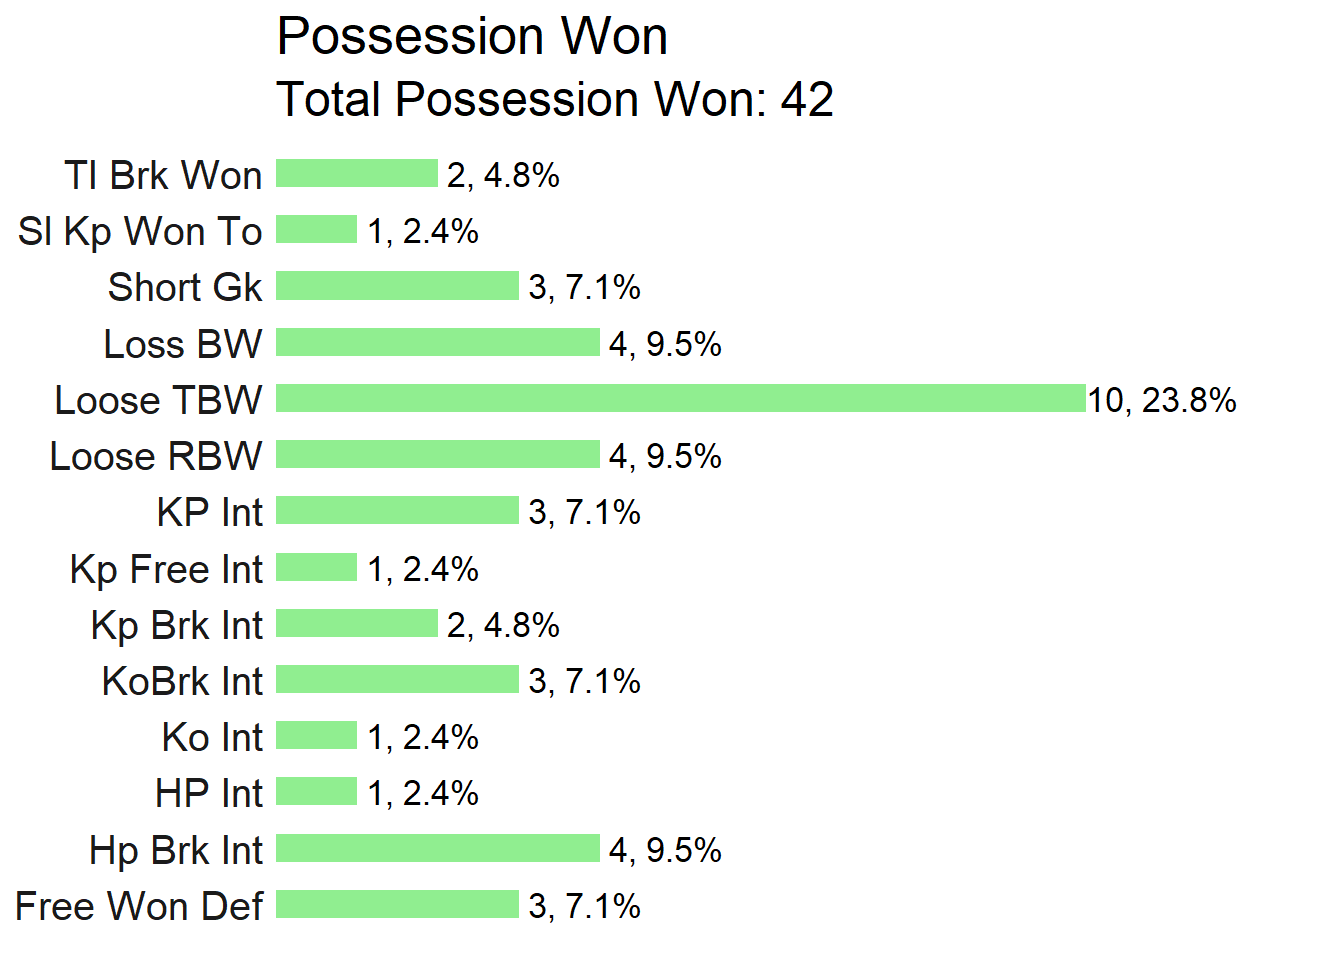 Possession Won
Total Possession Won: 42
Tl Brk Won 2, 4.8%
Sl Kp Won To 1, 2.4%
Short Gk 3, 7.1%
Loss BW 4, 9.5%
Loose TBW 10, 23.8%
Loose RBW 4, 9.5%
KP Int 3, 7.1%
Kp Free Int 1, 2.4%
Kp Brk Int 2, 4.8%
KoBrk Int 3, 7.1%
Ko Int 1, 2.4%
HP Int 1, 2.4%
Hp Brk Int 4, 9.5%
Free Won Def 3, 7.1%